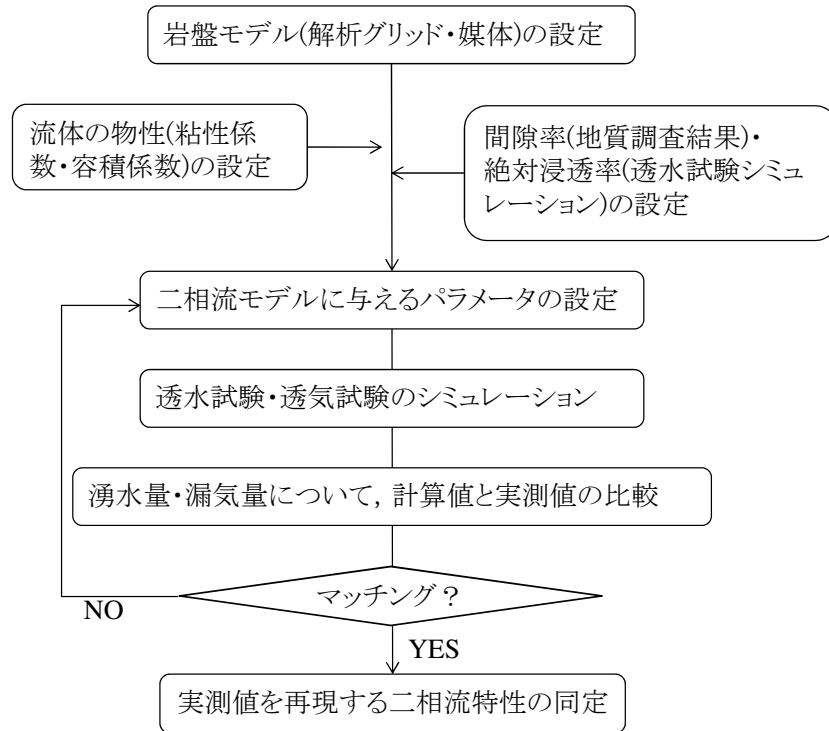 岩盤モデル(解析グリッド・媒体)の設定
流体の物性(粘性係
数・容積係数)の設定
間隙率(地質調査結果)・
絶対浸透率(透水試験シミュ
レーション)の設定
二相流モデルに与えるパラメータの設定
透水試験・透気試験のシミュレーション
湧水量・漏気量について, 計算値と実測値の比較
マッチング?
NO
YES
実測値を再現する二相流特性の同定